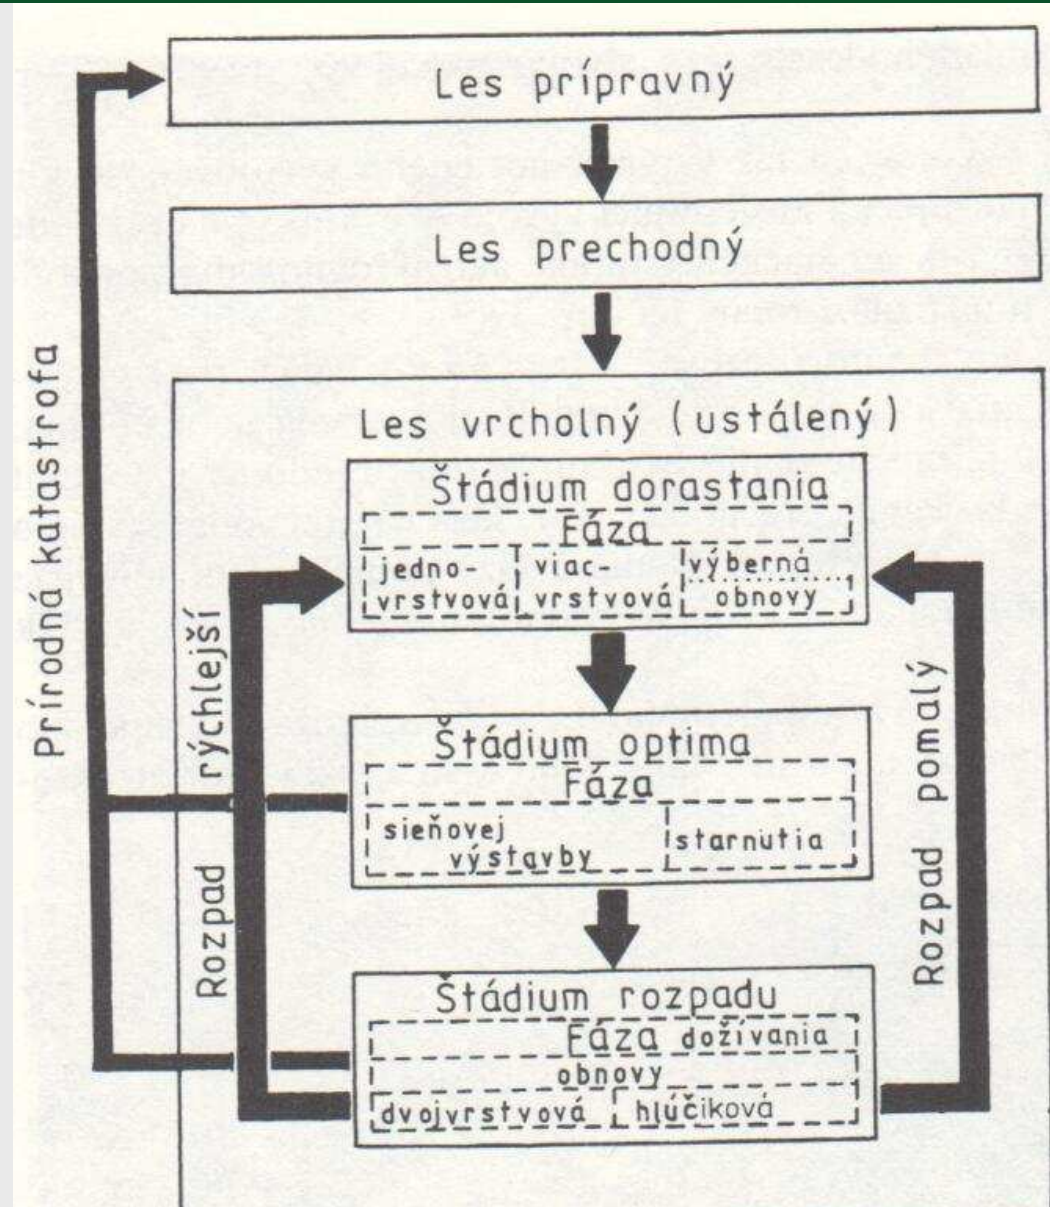 Les prípravný
Les prechodný
Les vrcholný (ustálený)
Štádium dorastania
Fáza
jedno-
vrstvová
viac-
vrstvová
výberná
obnovy
Štádium optima
Fáza
sieňovej
výstavby
starnutia
Štádium rozpadu
Fáza dožívania
obnovy
dvojvrstvová
hlúčiková
Prírodná katastrofa
Rozpad rýchlejší
Rozpad pomalý